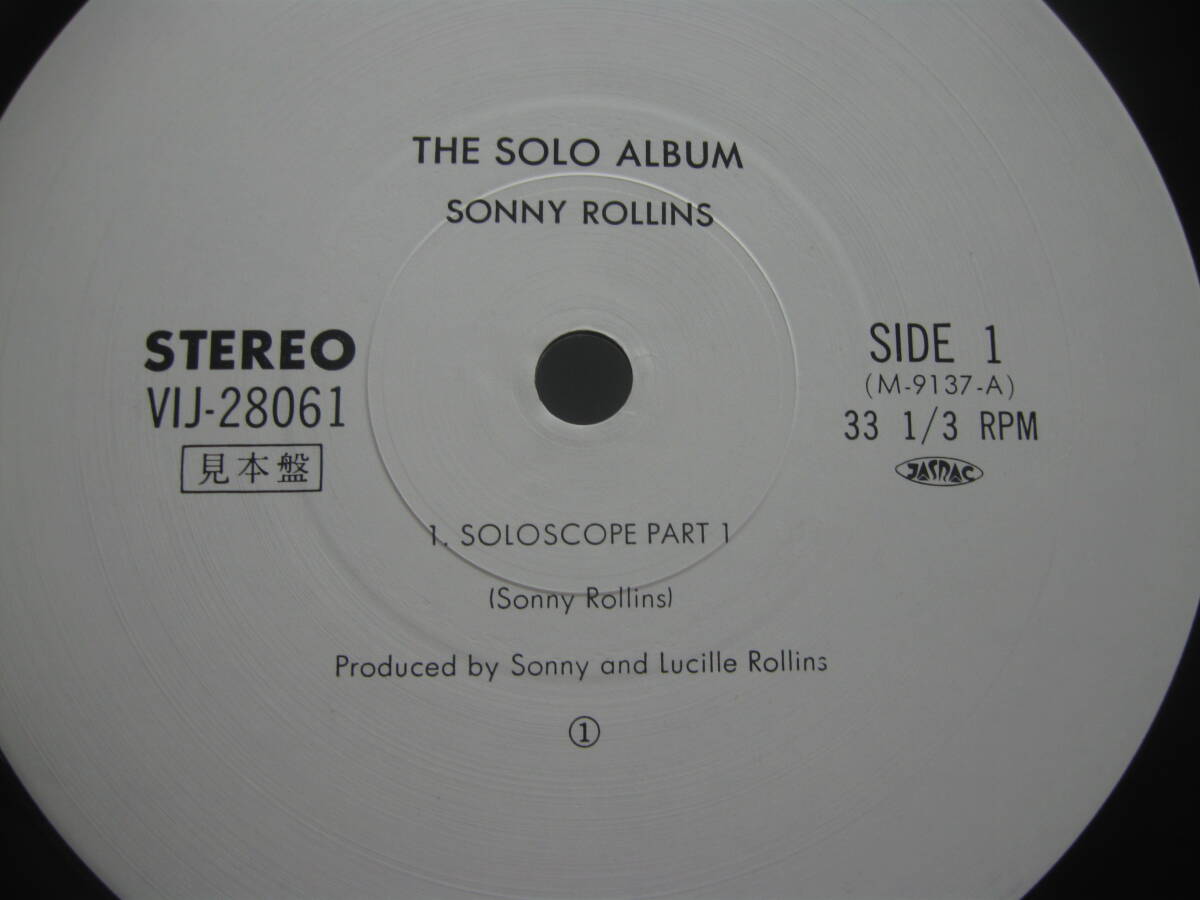 THE SOLO ALBUM
SONNY ROLLINS
STEREO
VIJ-28061
見本盤
SIDE 1
(M-9137-A)
33 1/3 RPM
JASRAC
1. SOLOSCOPE PART 1
(Sonny Rollins)
Produced by Sonny and Lucille Rollins
①